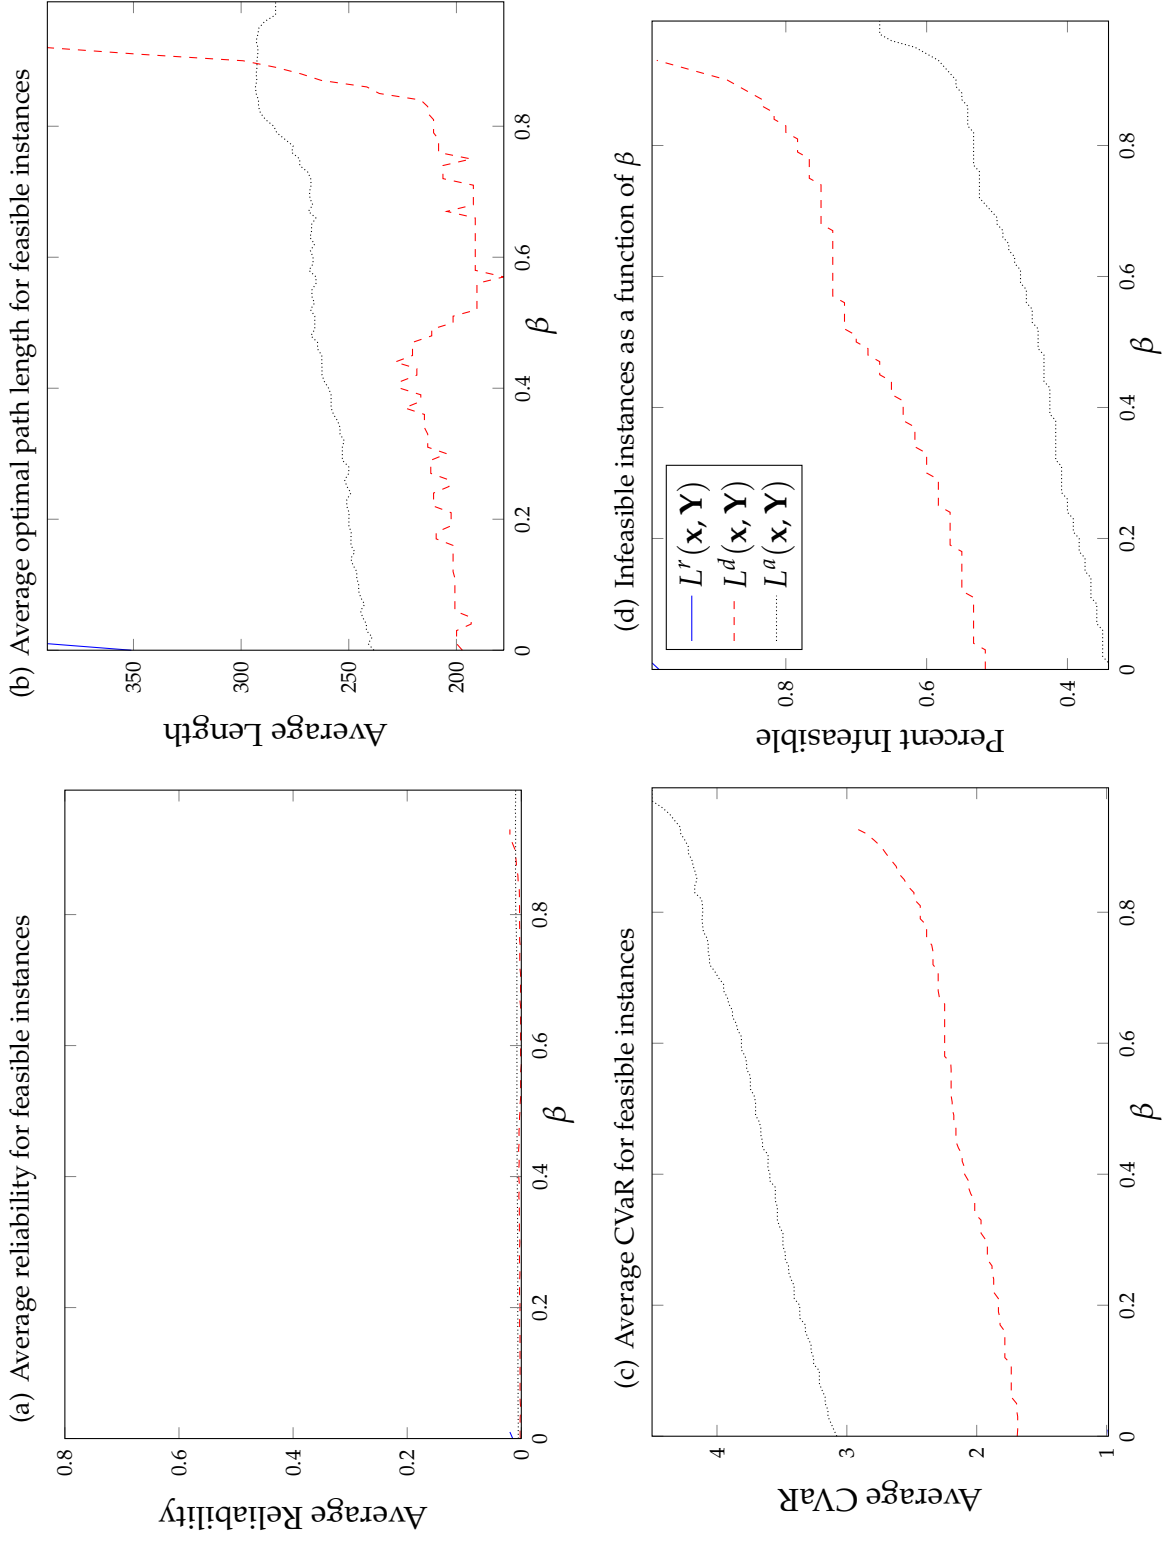 (a) Average reliability for feasible instances
0.8
0.6
0.4
0.2
0
Average Reliability
0
0.2
0.4
0.6
0.8
β
(b) Average optimal path length for feasible instances
350
300
250
200
Average Length
0
0.2
0.4
0.6
0.8
β
(c) Average CVaR for feasible instances
4
3
2
1
Average CVaR
0
0.2
0.4
0.6
0.8
β
(d) Infeasible instances as a function of β
0.8
0.6
0.4
Percent Infeasible
0
0.2
0.4
0.6
0.8
β
L^r(x, Y)
L^d(x, Y)
L^a(x, Y)